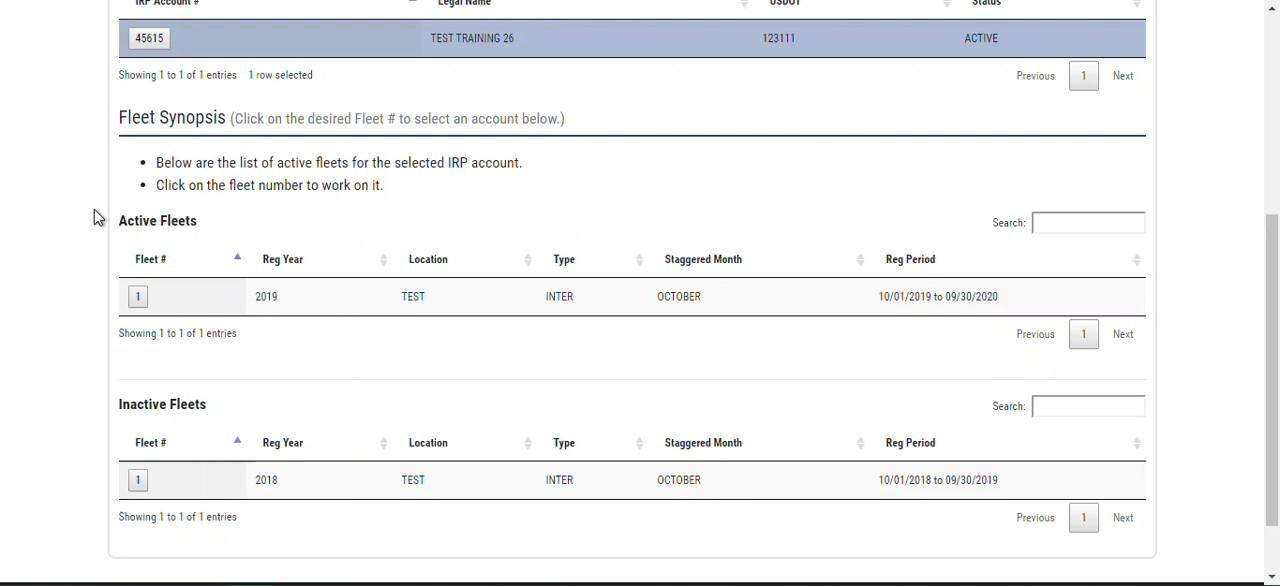 IRP Account # Legal Name USDOT Status
45615 TEST TRAINING 26 123111 ACTIVE
Showing 1 to 1 of 1 entries 1 row selected Previous 1 Next
Fleet Synopsis (Click on the desired Fleet # to select an account below.)
• Below are the list of active fleets for the selected IRP account.
• Click on the fleet number to work on it.
Active Fleets Search:
Fleet # Reg Year Location Type Staggered Month Reg Period
1 2019 TEST INTER OCTOBER 10/01/2019 to 09/30/2020
Showing 1 to 1 of 1 entries Previous 1 Next
Inactive Fleets Search:
Fleet # Reg Year Location Type Staggered Month Reg Period
1 2018 TEST INTER OCTOBER 10/01/2018 to 09/30/2019
Showing 1 to 1 of 1 entries Previous 1 Next